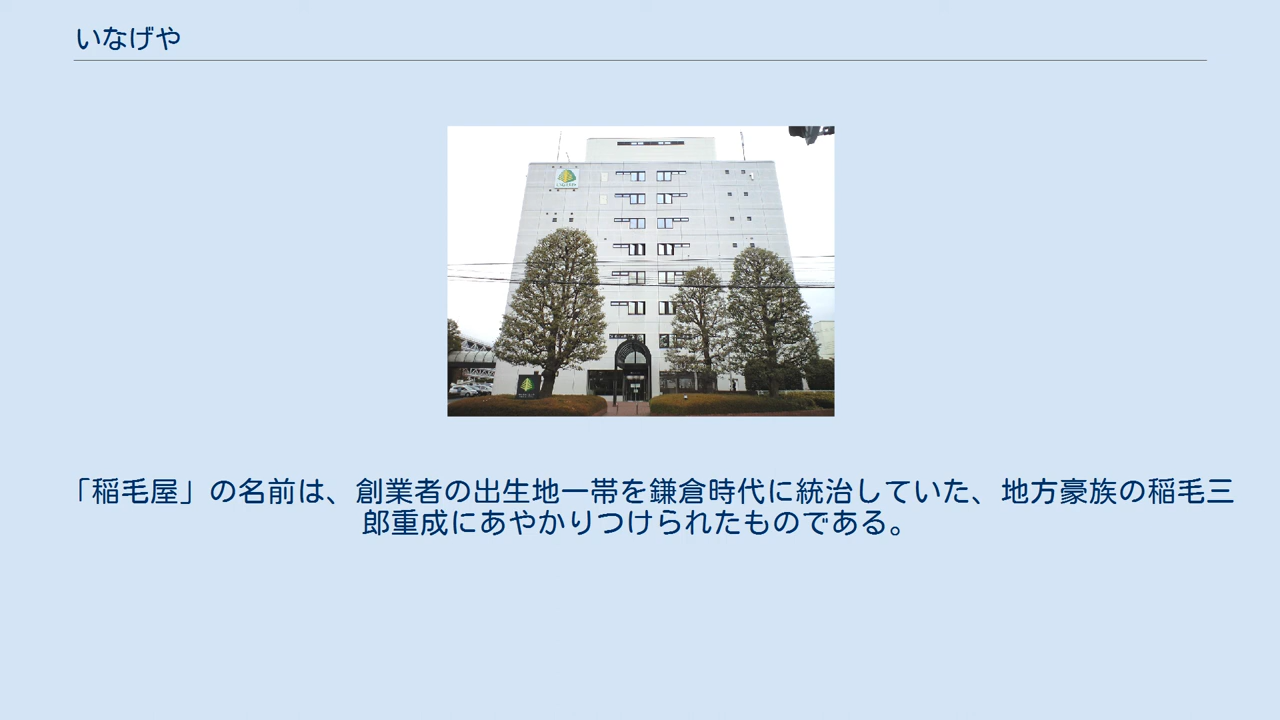 いなげや
「稲毛屋」の名前は、創業者の出生地一帯を鎌倉時代に統治していた、地方豪族の稲毛三
郎重成にあやかりつけられたものである。